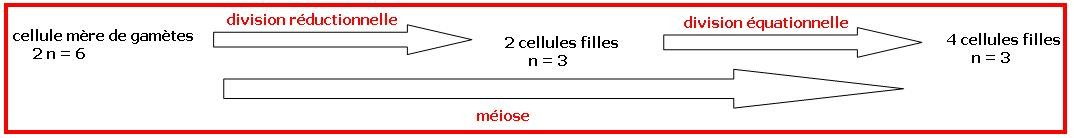 division réductionnelle
division équationnelle
cellule mère de gamètes
2 n = 6
2 cellules filles
n = 3
4 cellules filles
n = 3
méiose